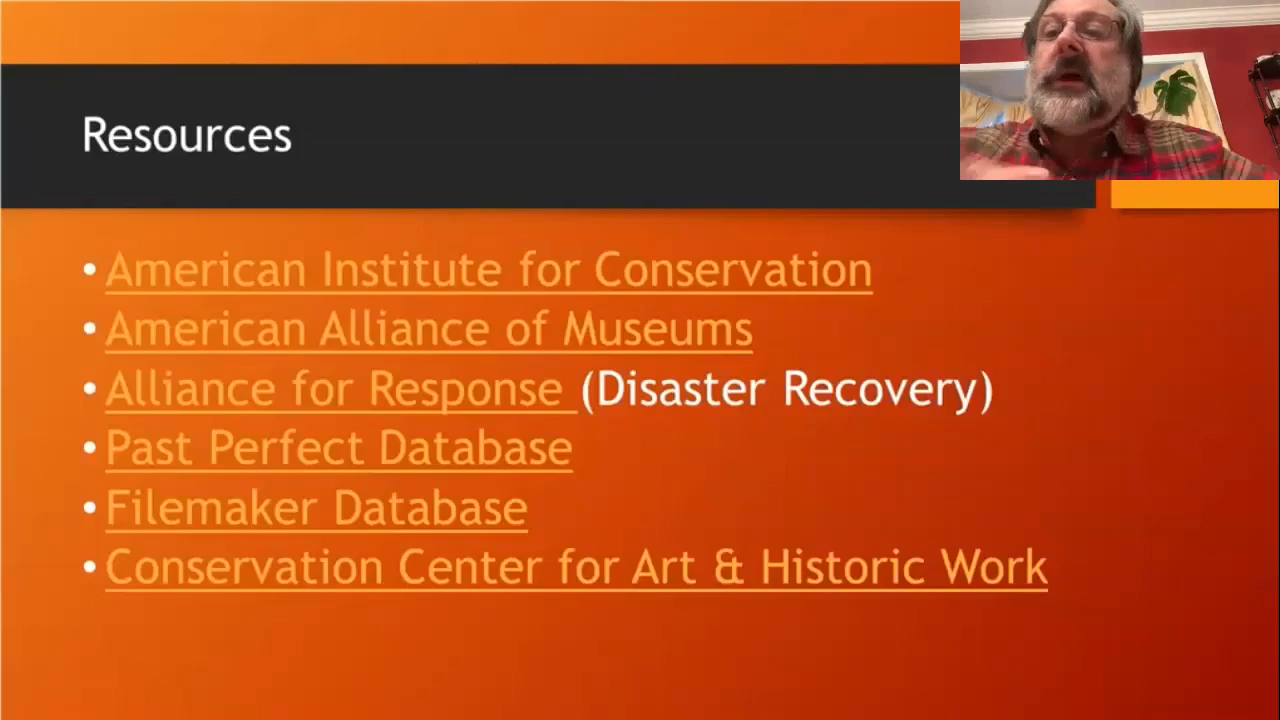 Resources
• American Institute for Conservation
• American Alliance of Museums
• Alliance for Response (Disaster Recovery)
• Past Perfect Database
• Filemaker Database
• Conservation Center for Art & Historic Work